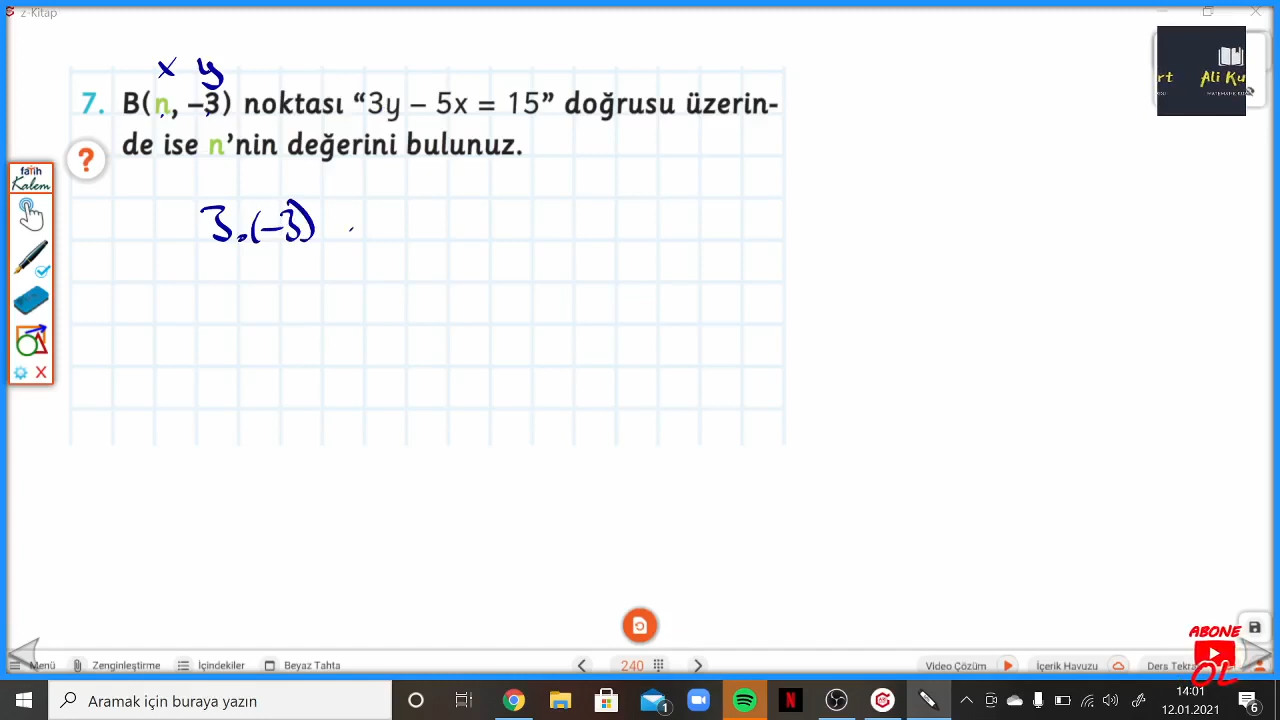 z-Kitap
x y
7. B(n, –3) noktası “3y – 5x = 15” doğrusu üzerin-
de ise n’nin değerini bulunuz.
?
fatih
Kalem
3.(-3)
Ali Ku
ABONE
OL
Menü Zenginleştirme İçindekiler Beyaz Tahta 240 Video Çözüm İçerik Havuzu Ders Tekra
Aramak için buraya yazın
1
14:01
12.01.2021
6